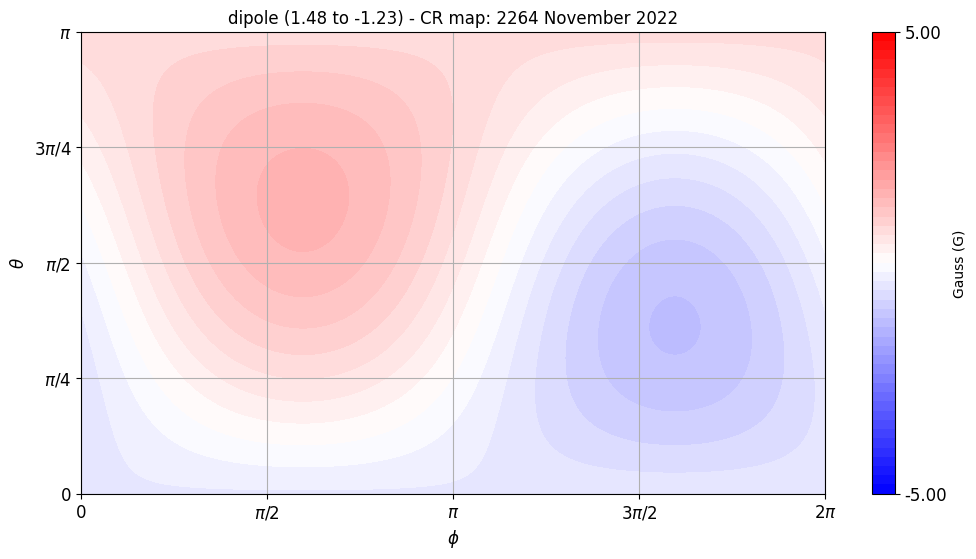 dipole (1.48 to -1.23) - CR map: 2264 November 2022
π
3π/4
π/2
π/4
0
θ
0
π/2
π
3π/2
2π
ϕ
5.00
-5.00
Gauss (G)